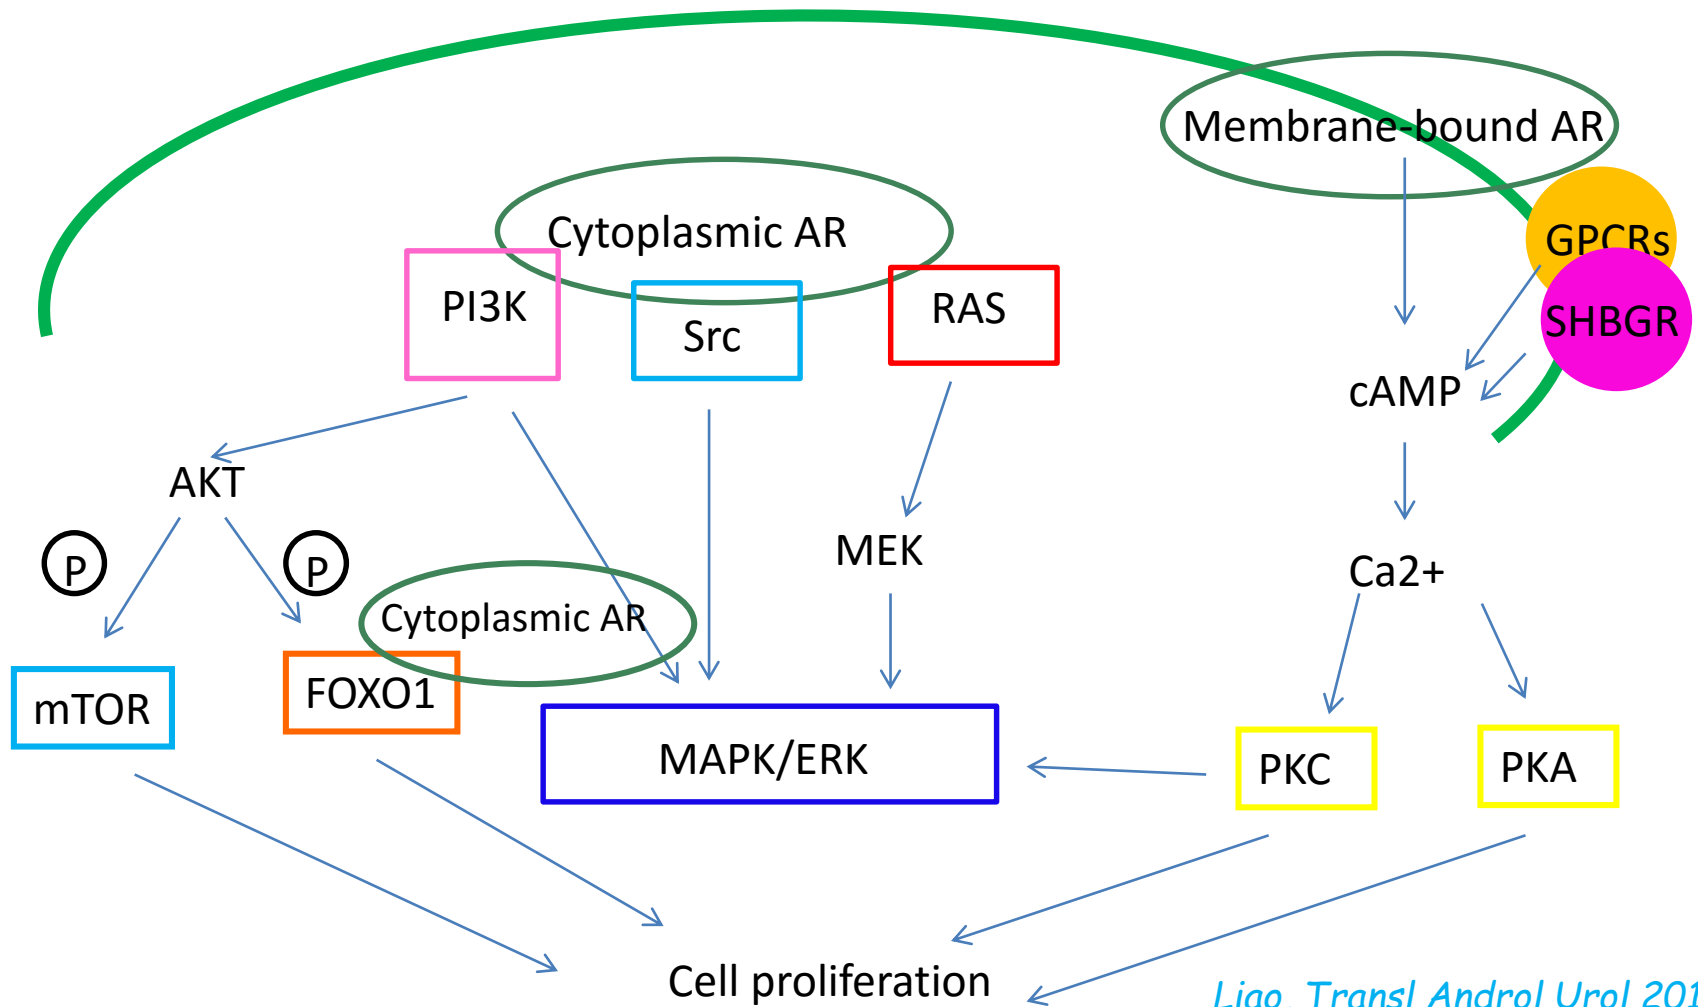 Membrane-bound AR
Cytoplasmic AR
GPCRs
PI3K
Src
RAS
SHBGR
cAMP
AKT
MEK
P
P
Ca2+
Cytoplasmic AR
mTOR
FOXO1
MAPK/ERK
PKC
PKA
Cell proliferation
Liao, Transl Androl Urol 201